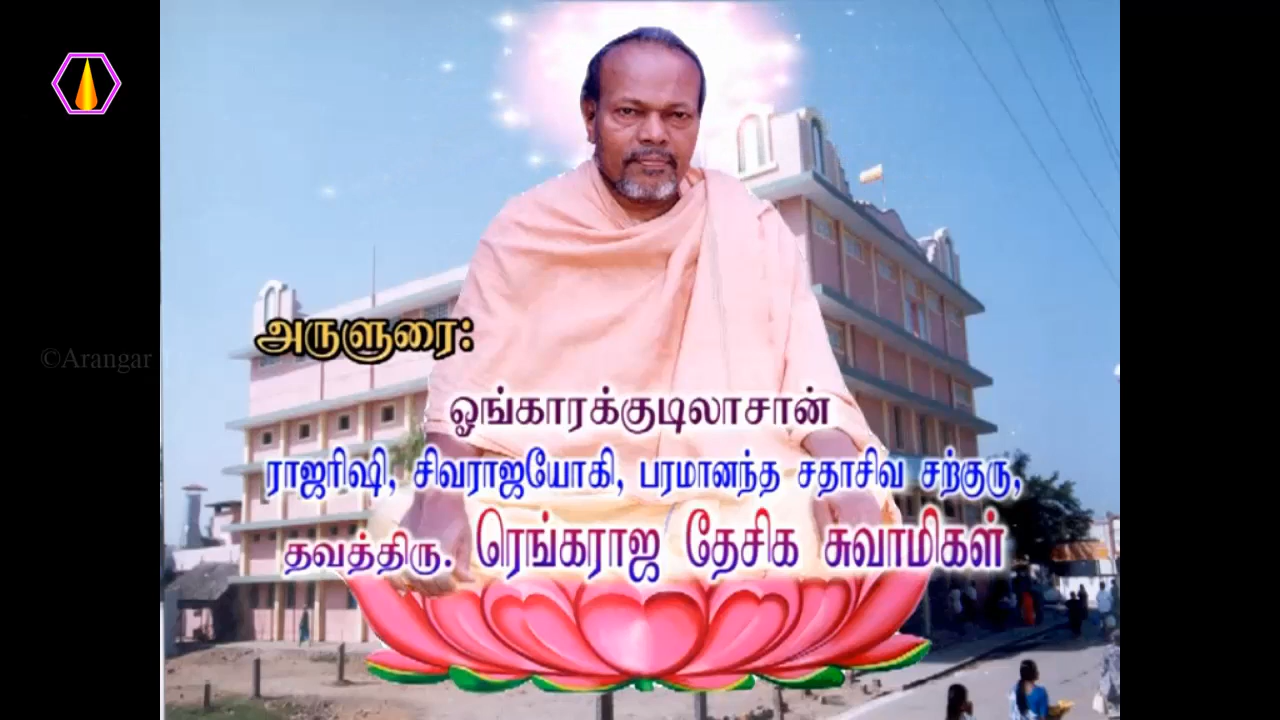 ©Arangar
அருளுரை:
ஓங்காரக்குடிலாசான்
ராஜரிஷி, சிவராஜயோகி, பரமானந்த சதாசிவ சற்குரு,
தவத்திரு. ரெங்கராஜ தேசிக சுவாமிகள்